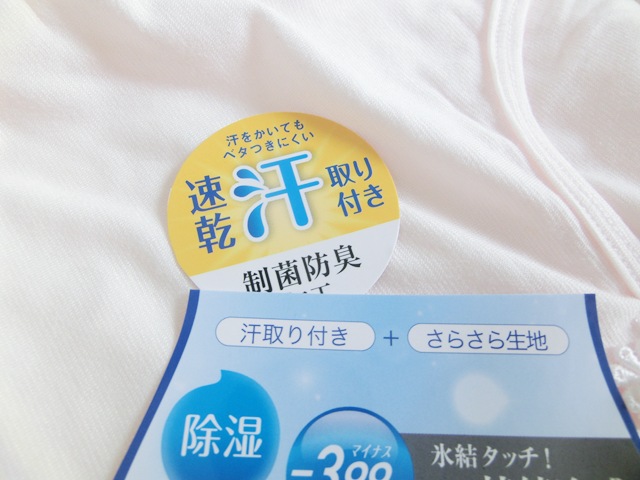 汗をかいても
ベタつきにくい
速乾
汗
取り
付き
制菌防臭
汗取り付き + さらさら生地
除湿
マイナス
-3.99
氷結タッチ!